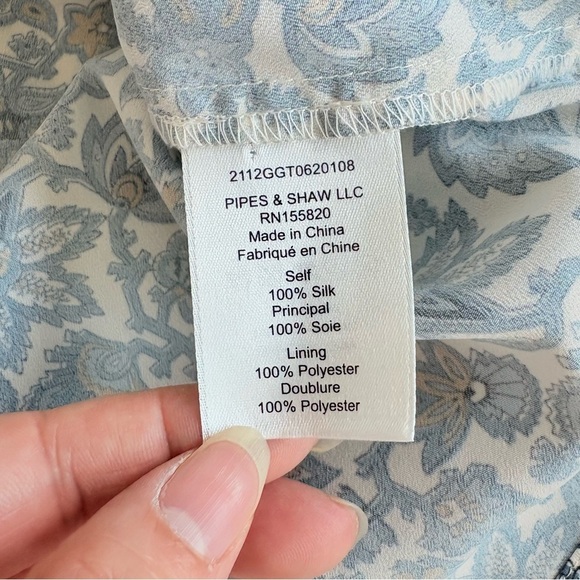 2112GGT0620108
PIPES & SHAW LLC
RN155820
Made in China
Fabriqué en Chine
Self
100% Silk
Principal
100% Soie
Lining
100% Polyester
Doublure
100% Polyester